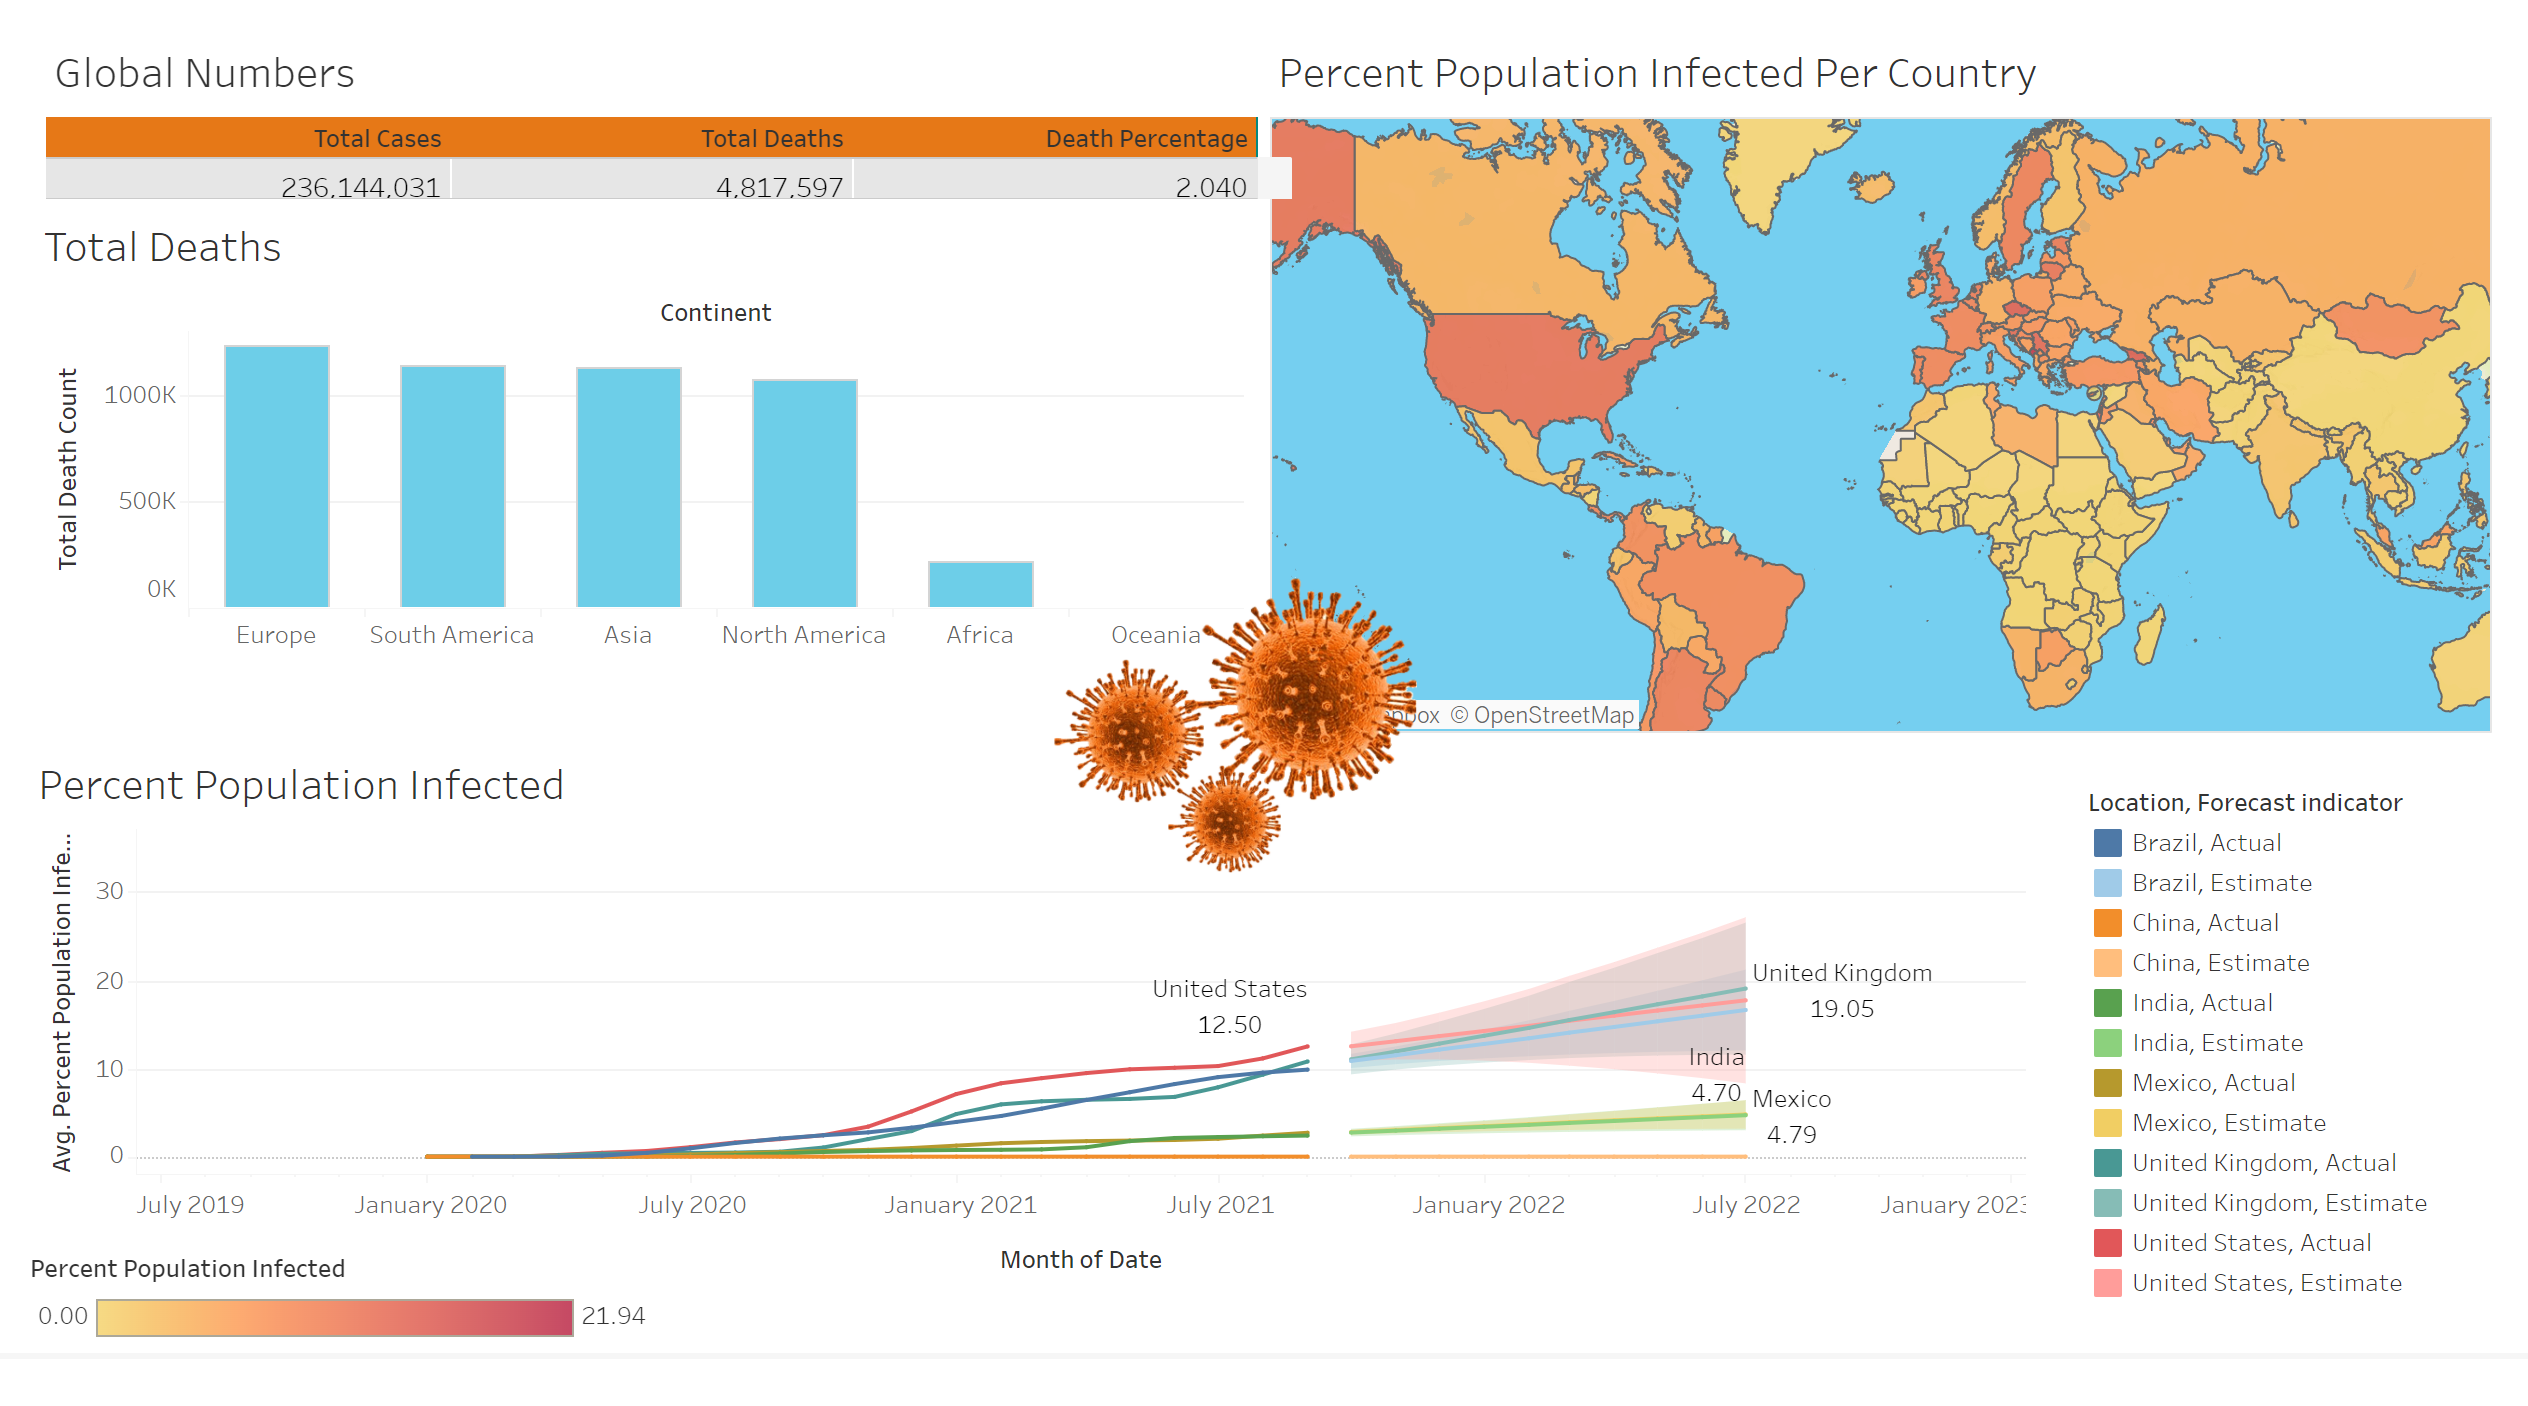 Global Numbers
Total Cases Total Deaths Death Percentage
236,144,031 4,817,597 2.040
Total Deaths
Continent
Total Death Count
1000K
500K
0K
Europe South America Asia North America Africa Oceania
Percent Population Infected Per Country
© OpenStreetMap
Percent Population Infected
Avg. Percent Population Infe...
30
20
10
0
United States
12.50
United Kingdom
19.05
India
4.70
Mexico
4.79
July 2019 January 2020 July 2020 January 2021 July 2021 January 2022 July 2022 January 2023
Month of Date
Location, Forecast indicator
Brazil, Actual
Brazil, Estimate
China, Actual
China, Estimate
India, Actual
India, Estimate
Mexico, Actual
Mexico, Estimate
United Kingdom, Actual
United Kingdom, Estimate
United States, Actual
United States, Estimate
Percent Population Infected
0.00 21.94